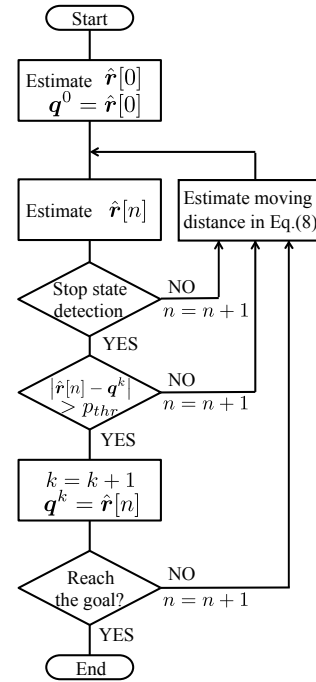 Start
Estimate r̂[0]
q⁰ = r̂[0]
Estimate r̂[n]
Estimate moving
distance in Eq.(8)
Stop state
detection
NO
n = n + 1
YES
|r̂[n] − qᵏ|
> pₜₕᵣ
NO
n = n + 1
YES
k = k + 1
qᵏ = r̂[n]
Reach
the goal?
NO
n = n + 1
YES
End